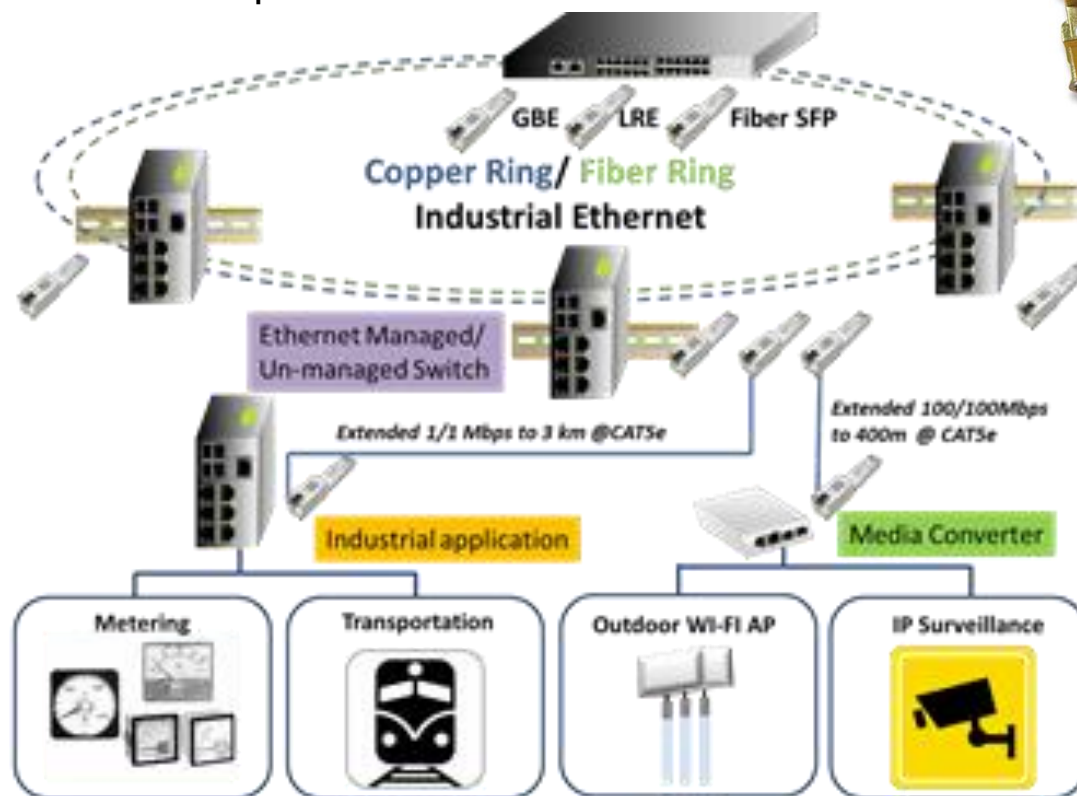 GBE
LRE
Fiber SFP
Copper Ring/ Fiber Ring
Industrial Ethernet
Ethernet Managed/
Un-managed Switch
Extended 1/1 Mbps to 3 km @CAT5e
Extended 100/100Mbps
to 400m @ CAT5e
Industrial application
Media Converter
Metering
Transportation
Outdoor WI-FI AP
IP Surveillance